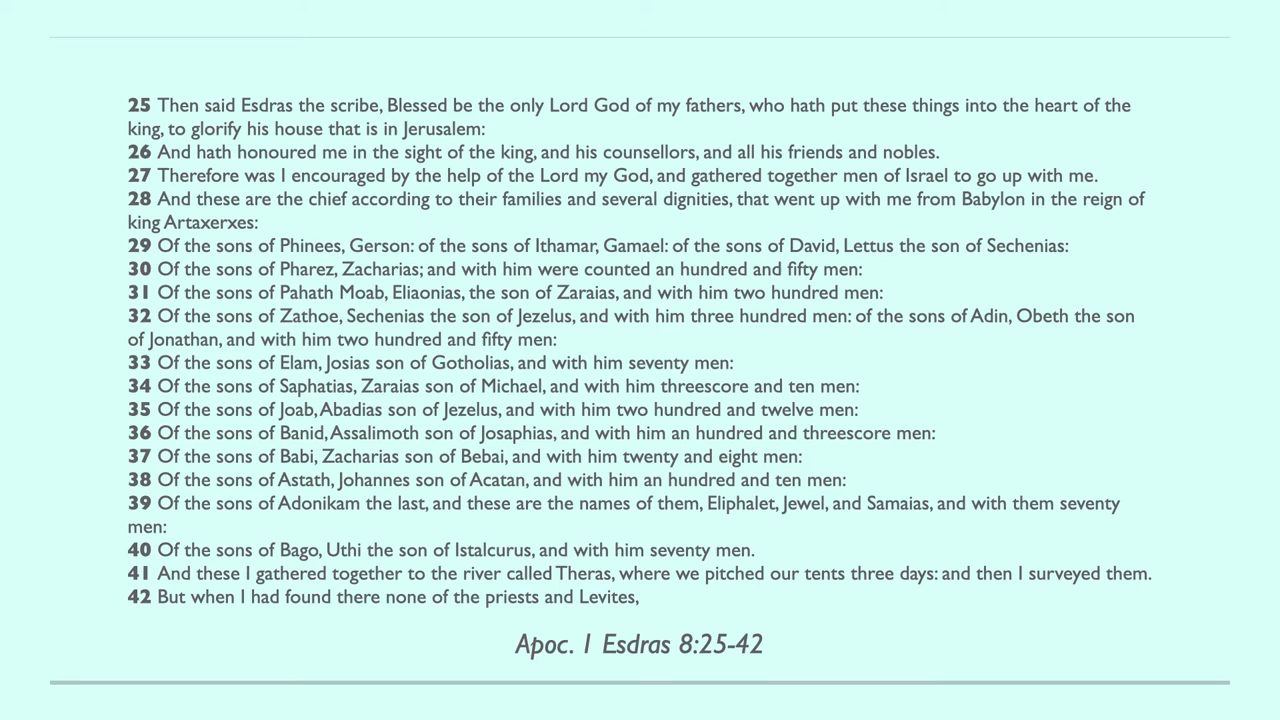 25 Then said Esdras the scribe, Blessed be the only Lord God of my fathers, who hath put these things into the heart of the
king, to glorify his house that is in Jerusalem:
26 And hath honoured me in the sight of the king, and his counsellors, and all his friends and nobles.
27 Therefore was I encouraged by the help of the Lord my God, and gathered together men of Israel to go up with me.
28 And these are the chief according to their families and several dignities, that went up with me from Babylon in the reign of
king Artaxerxes:
29 Of the sons of Phinees, Gerson: of the sons of Ithamar, Gamael: of the sons of David, Lettus the son of Sechenias:
30 Of the sons of Pharez, Zacharias; and with him were counted an hundred and fifty men:
31 Of the sons of Pahath Moab, Eliaonias, the son of Zaraias, and with him two hundred men:
32 Of the sons of Zathoe, Sechenias the son of Jezelus, and with him three hundred men: of the sons of Adin, Obeth the son
of Jonathan, and with him two hundred and fifty men:
33 Of the sons of Elam, Josias son of Gotholias, and with him seventy men:
34 Of the sons of Saphatias, Zaraias son of Michael, and with him threescore and ten men:
35 Of the sons of Joab, Abadias son of Jezelus, and with him two hundred and twelve men:
36 Of the sons of Banid, Assalimoth son of Josaphias, and with him an hundred and threescore men:
37 Of the sons of Babi, Zacharias son of Bebai, and with him twenty and eight men:
38 Of the sons of Astath, Johannes son of Acatan, and with him an hundred and ten men:
39 Of the sons of Adonikam the last, and these are the names of them, Eliphalet, Jewel, and Samaias, and with them seventy
men:
40 Of the sons of Bago, Uthi the son of Istalcurus, and with him seventy men.
41 And these I gathered together to the river called Theras, where we pitched our tents three days: and then I surveyed them.
42 But when I had found there none of the priests and Levites,
Apoc. 1 Esdras 8:25-42